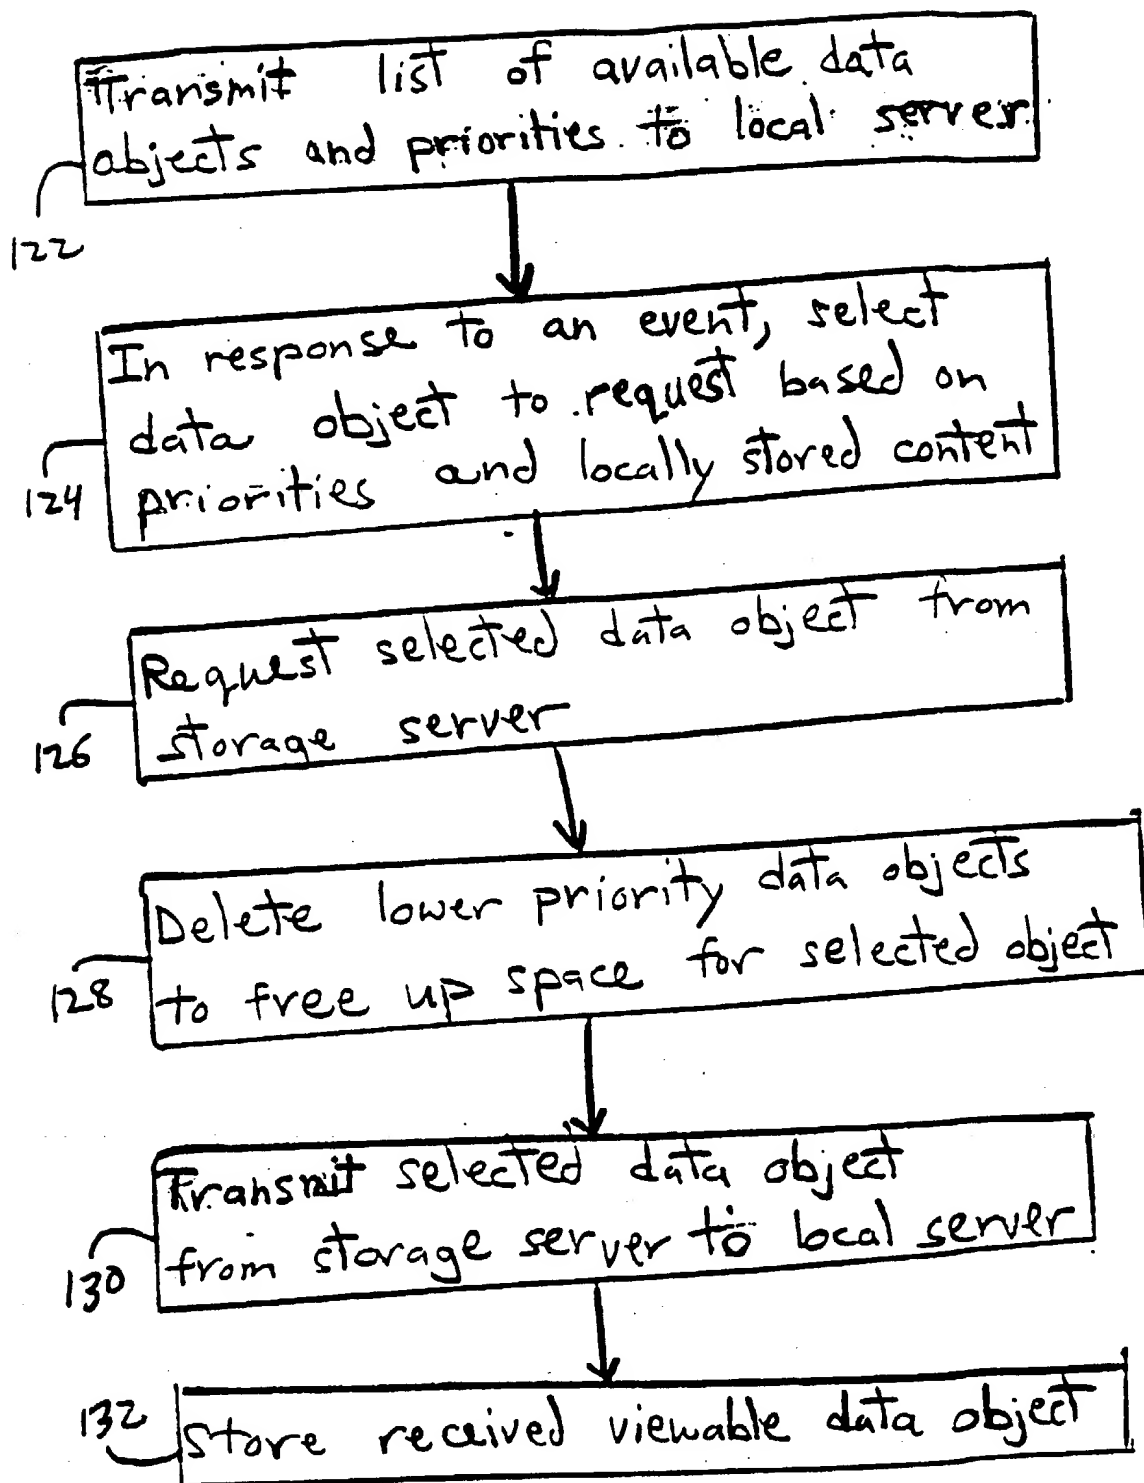 Transmit list of available data
objects and priorities to local server
122
In response to an event, select
data object to request based on
priorities and locally stored content
124
Request selected data object from
storage server
126
Delete lower priority data objects
to free up space for selected object
128
Transmit selected data object
from storage server to local server
130
132
Store received viewable data object